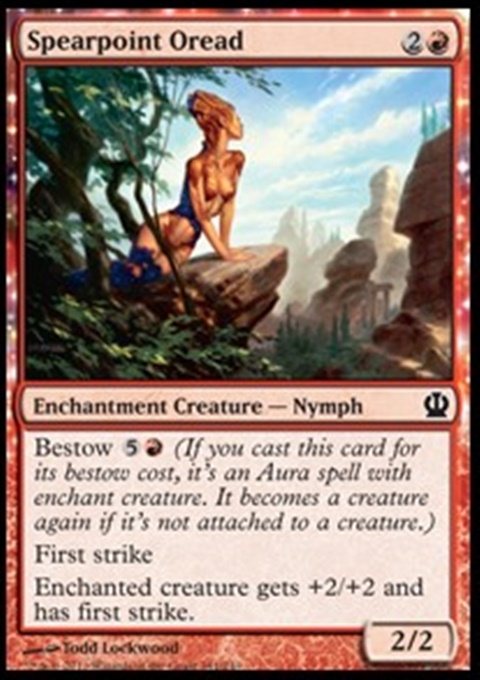 Spearpoint Oread 2
Enchantment Creature — Nymph
Bestow 5 (If you cast this card for
its bestow cost, it's an Aura spell with
enchant creature. It becomes a creature
again if it's not attached to a creature.)
First strike
Enchanted creature gets +2/+2 and
has first strike.
Todd Lockwood
2/2